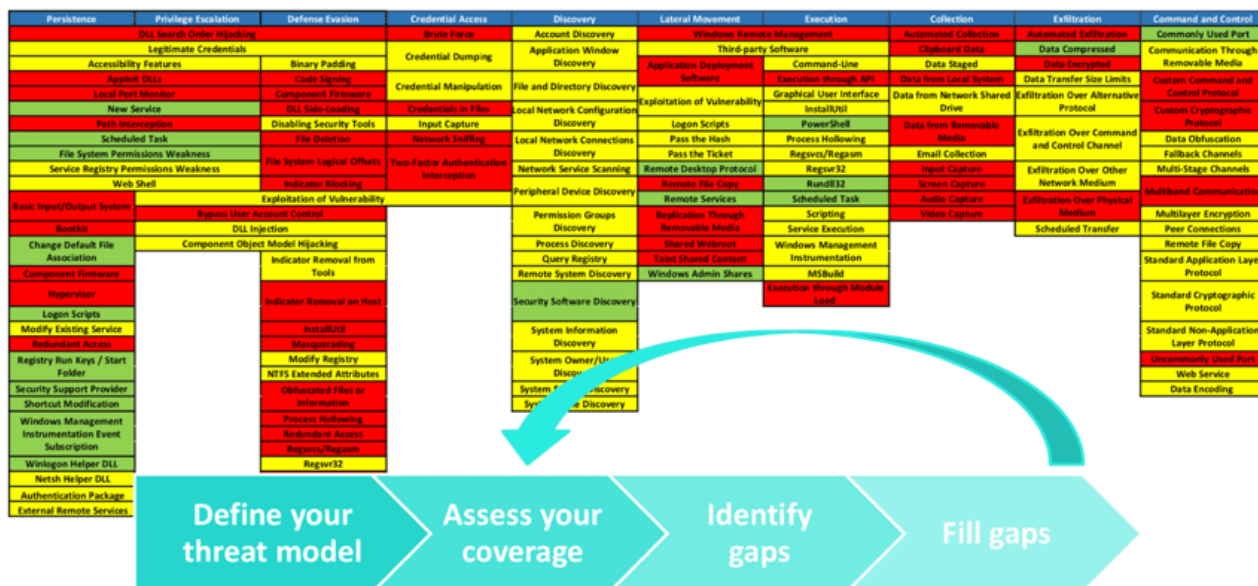 Persistence
Privilege Escalation
Defense Evasion
Credential Access
Discovery
Lateral Movement
Execution
Collection
Exfiltration
Command and Control
DLL Search Order Hijacking
Legitimate Credentials
Accessibility Features
AppInit DLLs
Local Port Monitor
New Service
Path Interception
Scheduled Task
File System Permissions Weakness
Service Registry Permissions Weakness
Web Shell
Basic Input/Output System
Bootkit
Change Default File
Association
Component Firmware
Hypervisor
Logon Scripts
Modify Existing Service
Redundant Access
Registry Run Keys / Start
Folder
Security Support Provider
Shortcut Modification
Windows Management
Instrumentation Event
Subscription
Winlogon Helper DLL
Netsh Helper DLL
Authentication Package
External Remote Services
Exploitation of Vulnerability
Bypass User Account Control
DLL Injection
Component Object Model Hijacking
Binary Padding
Code Signing
Component Firmware
DLL Side-Loading
Disabling Security Tools
File Deletion
File System Logical Offsets
Indicator Blocking
Indicator Removal from
Tools
Indicator Removal on Host
InstallUtil
Masquerading
Modify Registry
NTFS Extended Attributes
Obfuscated Files or
Information
Process Hollowing
Redundant Access
Regsvcs/Regasm
Regsvr32
Brute Force
Credential Dumping
Credential Manipulation
Credentials in Files
Input Capture
Network Sniffing
Two-Factor Authentication
Interception
Account Discovery
Application Window
Discovery
File and Directory Discovery
Local Network Configuration
Discovery
Local Network Connections
Discovery
Network Service Scanning
Peripheral Device Discovery
Permission Groups
Discovery
Process Discovery
Query Registry
Remote System Discovery
Security Software Discovery
System Information
Discovery
System Owner/
System
Discovery
Discovery
Windows Remote Management
Third-party Software
Application Deployment
Software
Exploitation of Vulnerability
Logon Scripts
Pass the Hash
Pass the Ticket
Remote Desktop Protocol
Remote File Copy
Remote Services
Replication Through
Removable Media
Shared Webroot
Taint Shared Content
Windows Admin Shares
Command-Line
Execution through API
Graphical User Interface
InstallUtil
PowerShell
Process Hollowing
Regsvcs/Regasm
Regsvr32
Rundll32
Scheduled Task
Scripting
Service Execution
Windows Management
Instrumentation
MSBuild
Execution through Module
Load
Automated Collection
Clipboard Data
Data Staged
Data from Local System
Data from Network Shared
Drive
Data from Removable
Media
Email Collection
Input Capture
Screen Capture
Audio Capture
Video Capture
Automated Exfiltration
Data Compressed
Data Encrypted
Data Transfer Size Limits
Exfiltration Over Alternative
Protocol
Exfiltration Over Command
and Control Channel
Exfiltration Over Other
Network Medium
Exfiltration Over Physical
Medium
Scheduled Transfer
Commonly Used Port
Communication Through
Removable Media
Custom Command and
Control Protocol
Custom Cryptographic
Protocol
Data Obfuscation
Fallback Channels
Multi-Stage Channels
Multiband Communication
Multilayer Encryption
Peer Connections
Remote File Copy
Standard Application Layer
Protocol
Standard Cryptographic
Protocol
Standard Non-Application
Layer Protocol
Uncommonly Used Port
Web Service
Data Encoding
Define your
threat model
Assess your
coverage
Identify
gaps
Fill gaps